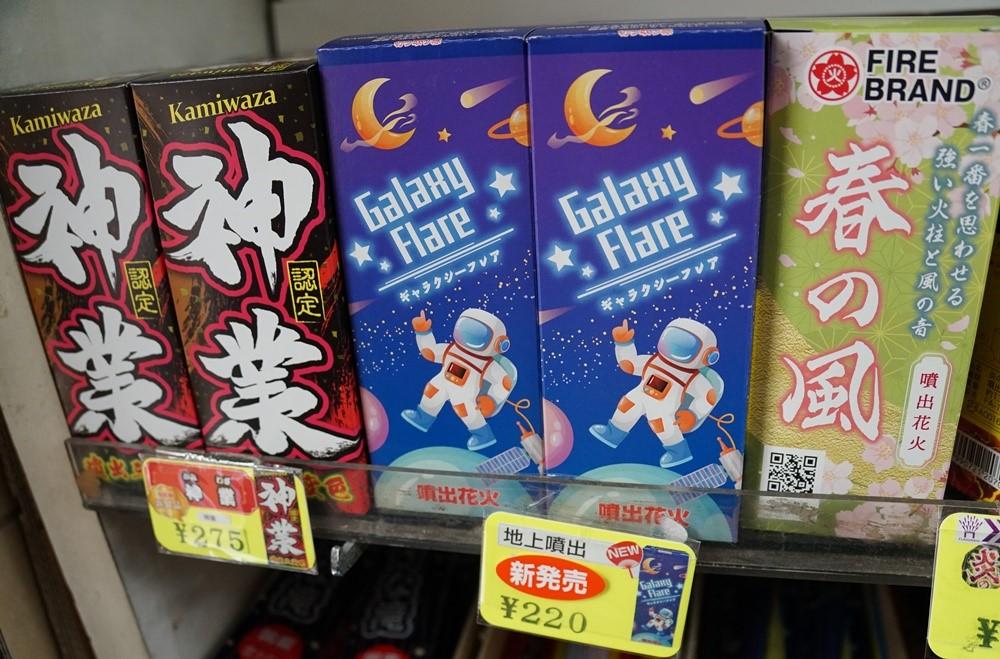 Kamiwaza
神業
認定
Kamiwaza
神業
認定
Galaxy
Flare
ギャラクシーフレア
噴出花火
Galaxy
Flare
ギャラクシーフレア
噴出花火
FIRE
BRAND®
春一番を思わせる
強い火柱と風の音
春の風
噴出花火
神業
¥275
神業
地上噴出
NEW
新発売
¥220
Galaxy
Flare
¥